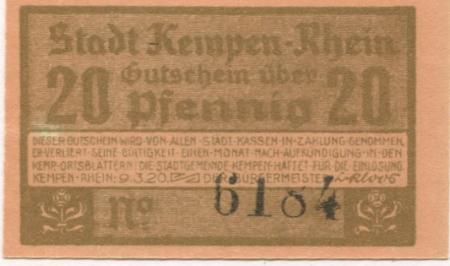 Stadt Kempen-Rhein
20 Gutschein über 20
Pfennig
DIESER GUTSCHEIN WIRD VON ALLEN STADT-KASSEN IN ZAHLUNG GENOMMEN,
ER VERLIERT SEINE GÜLTIGKEIT EINEN MONAT NACH AUFKÜNDIGUNG IN DEN
KEMP. ORTSBLÄTTERN. DIE STADTGEMEINDE KEMPEN HAFTET FÜR DIE EINLÖSUNG.
KEMPEN-RHEIN, 9.3.20. DER BÜRGERMEISTER
No 6184